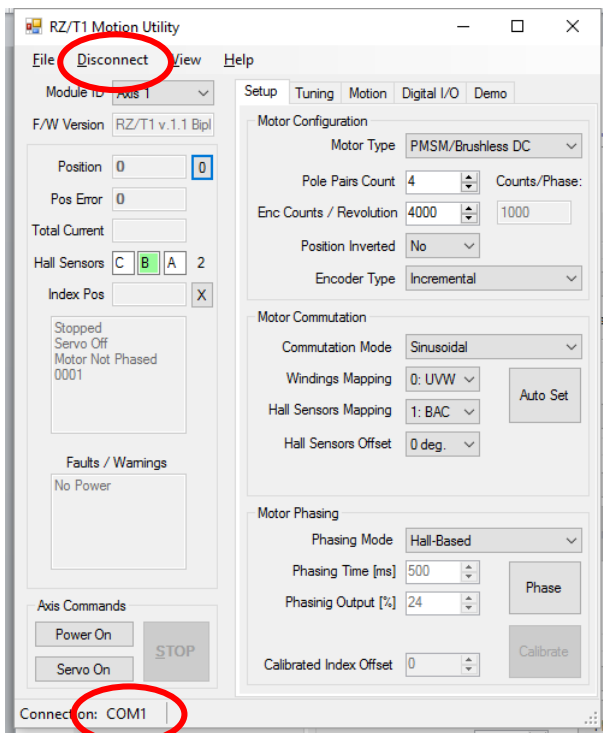 RZ/T1 Motion Utility
File Disconnect View Help
Module ID Axis 1
F/W Version RZ/T1 v.1.1 Bipl
Position 0 0
Pos Error 0
Total Current
Hall Sensors C B A 2
Index Pos X
Stopped
Servo Off
Motor Not Phased
0001
Faults / Warnings
No Power
Axis Commands
Power On
STOP
Servo On
Setup Tuning Motion Digital I/O Demo
Motor Configuration
Motor Type PMSM/Brushless DC
Pole Pairs Count 4 Counts/Phase:
Enc Counts / Revolution 4000 1000
Position Inverted No
Encoder Type Incremental
Motor Commutation
Commutation Mode Sinusoidal
Windings Mapping 0: UVW
Auto Set
Hall Sensors Mapping 1: BAC
Hall Sensors Offset 0 deg.
Motor Phasing
Phasing Mode Hall-Based
Phasing Time [ms] 500
Phase
Phasinig Output [%] 24
Calibrate
Calibrated Index Offset 0
Connection: COM1